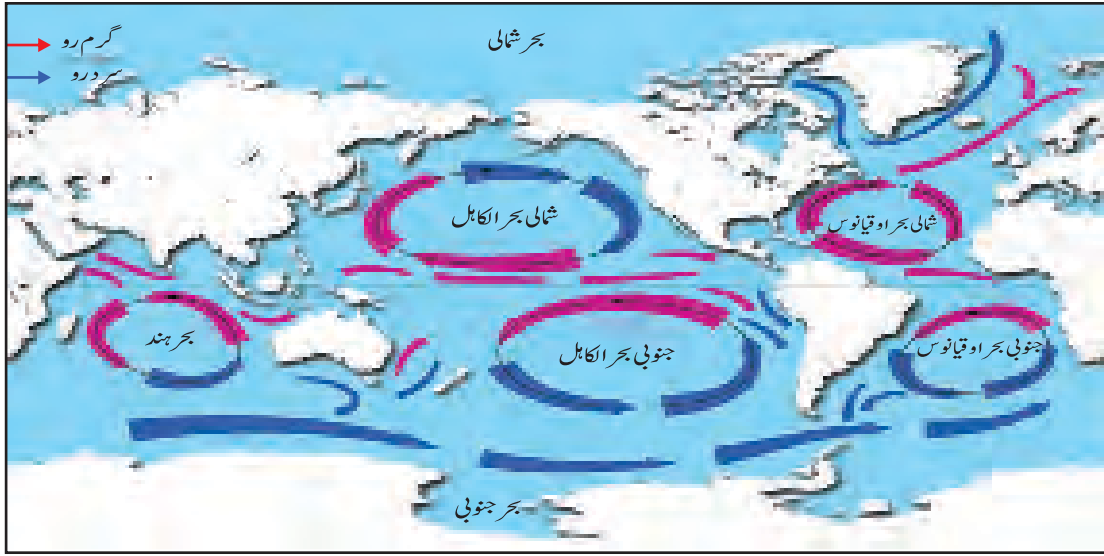 گرم رو
سرد رو
بحر شمالی
شمالی بحر الکاہل
شمالی بحر اوقیانوس
بحر ہند
جنوبی بحر الکاہل
جنوبی بحر اوقیانوس
بحر جنوبی